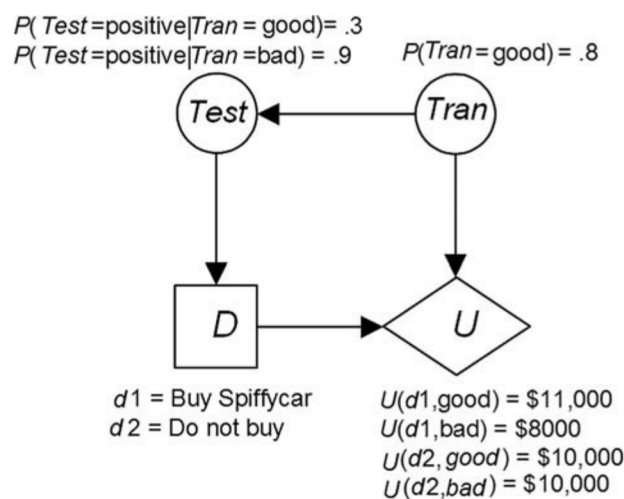 P(Test=positive|Tran = good)= .3
P(Test=positive|Tran=bad) = .9
P(Tran=good) = .8
Test
Tran
D
U
d1 = Buy Spiffycar
d2 = Do not buy
U(d1,good) = $11,000
U(d1,bad) = $8000
U(d2,good) = $10,000
U(d2,bad) = $10,000